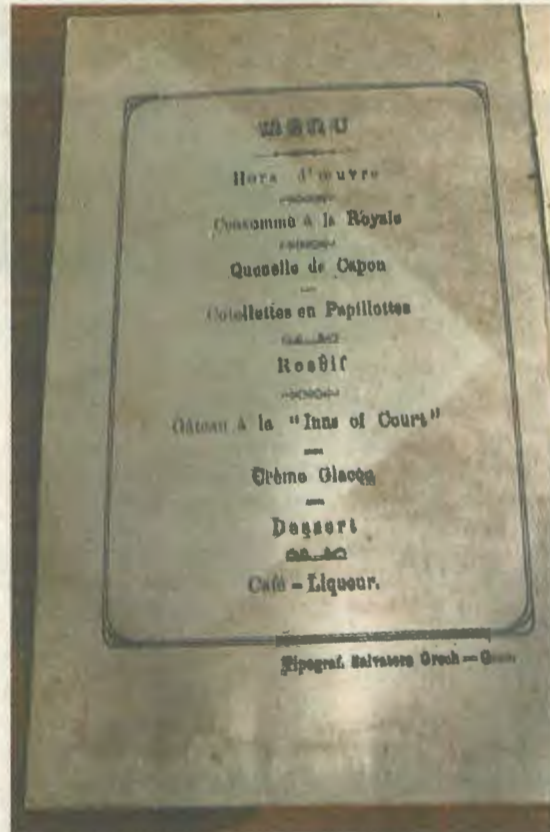 MENU
Hors d'œuvre
Consommé à la Royale
Quenelle de Capon
Cotellettes en Papillottes
Rosbif
Gâteau à la "Inns of Court"
Crème Glacée
Dessert
Café – Liqueur.
Tipograf. Salvatore Grech –